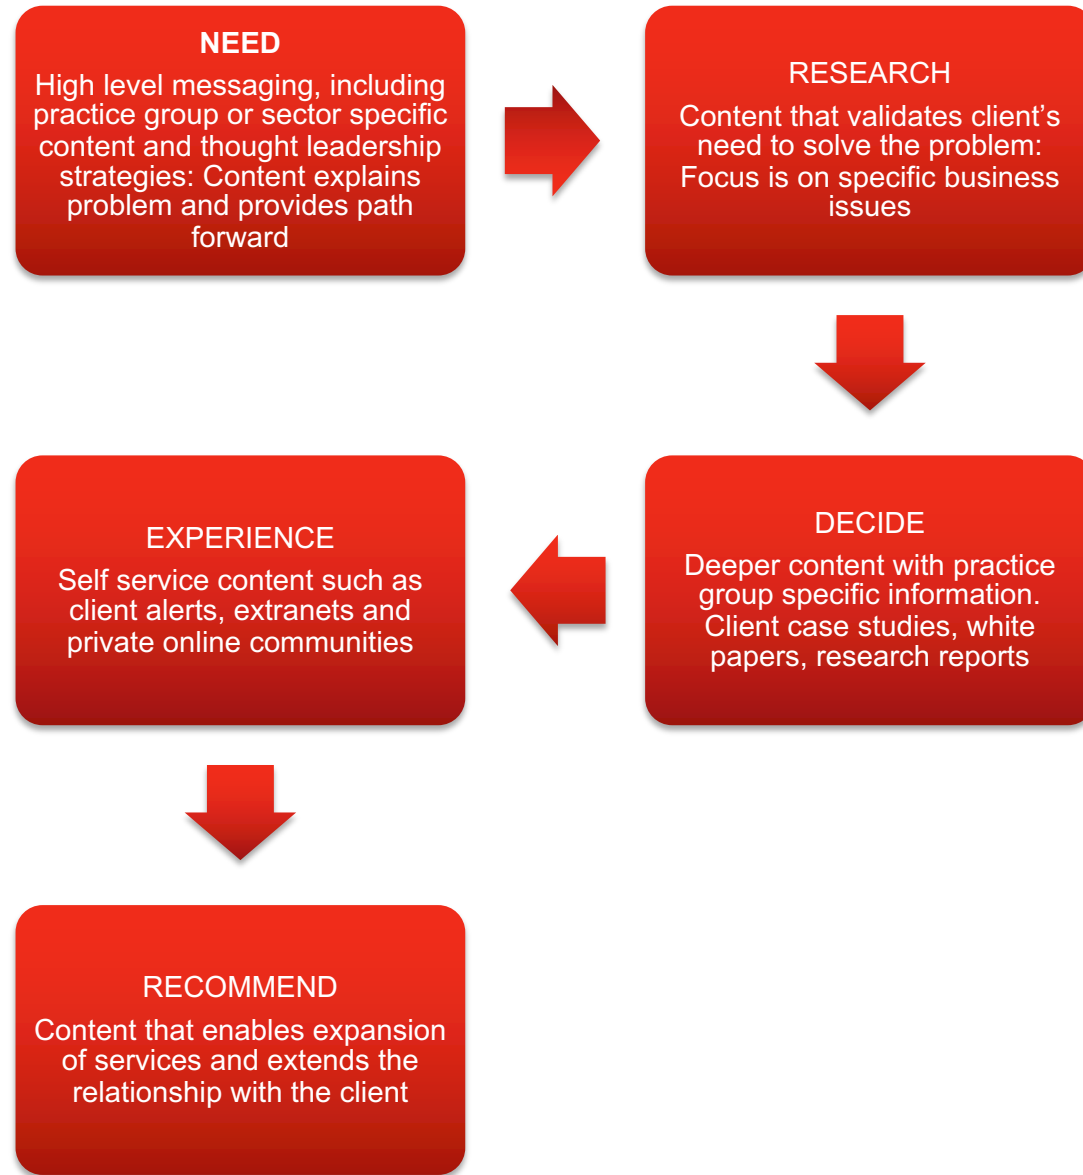 NEED
High level messaging, including
practice group or sector specific
content and thought leadership
strategies: Content explains
problem and provides path
forward
RESEARCH
Content that validates client’s
need to solve the problem:
Focus is on specific business
issues
DECIDE
Deeper content with practice
group specific information.
Client case studies, white
papers, research reports
EXPERIENCE
Self service content such as
client alerts, extranets and
private online communities
RECOMMEND
Content that enables expansion
of services and extends the
relationship with the client